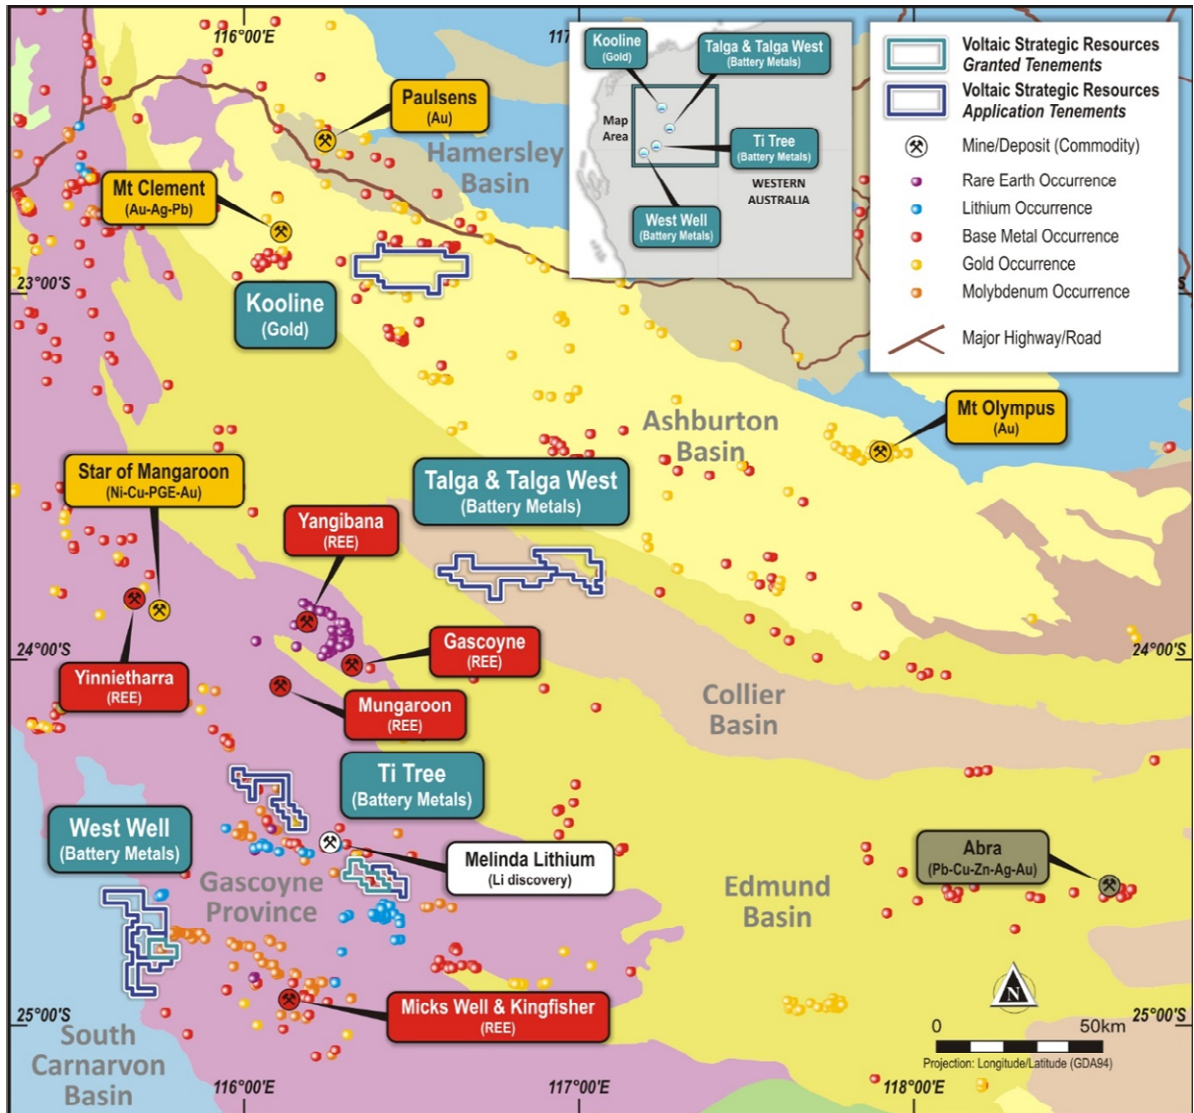 116°00'E
117
Kooline
(Gold)
Talga & Talga West
(Battery Metals)
Map
Area
Ti Tree
(Battery Metals)
WESTERN
AUSTRALIA
West Well
(Battery Metals)
Voltaic Strategic Resources
Granted Tenements
Voltaic Strategic Resources
Application Tenements
Mine/Deposit (Commodity)
Rare Earth Occurrence
Lithium Occurrence
Base Metal Occurrence
Gold Occurrence
Molybdenum Occurrence
Major Highway/Road
Paulsens
(Au)
Hamersley
Basin
Mt Clement
(Au-Ag-Pb)
23°00'S
S
Kooline
(Gold)
Ashburton
Basin
Mt Olympus
(Au)
Star of Mangaroon
(Ni-Cu-PGE-Au)
Talga & Talga West
(Battery Metals)
Yangibana
(REE)
24°00'S
24°00'S
Yinnietharra
(REE)
Gascoyne
(REE)
Mungaroon
(REE)
Collier
Basin
Ti Tree
(Battery Metals)
West Well
(Battery Metals)
Melinda Lithium
(Li discovery)
Abra
(Pb-Cu-Zn-Ag-Au)
Gascoyne
Province
Edmund
Basin
Micks Well & Kingfisher
(REE)
N
25°00'S
25°00'S
South
Carnarvon
Basin
0
50km
Projection: Longitude/Latitude (GDA94)
116°00'E
117°00'E
118°00'E